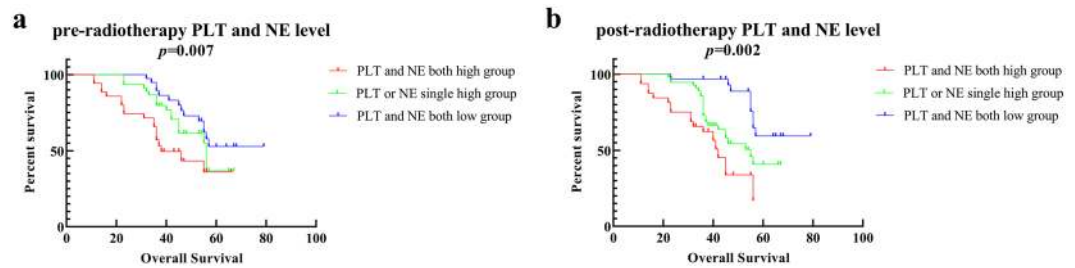 a
pre-radiotherapy PLT and NE level
p=0.007
100
50
0
0 20 40 60 80 100
Percent survival
Overall Survival
PLT and NE both high group
PLT or NE single high group
PLT and NE both low group
b
post-radiotherapy PLT and NE level
p=0.002
100
50
0
0 20 40 60 80 100
Percent survival
Overall Survival
PLT and NE both high group
PLT or NE single high group
PLT and NE both low group